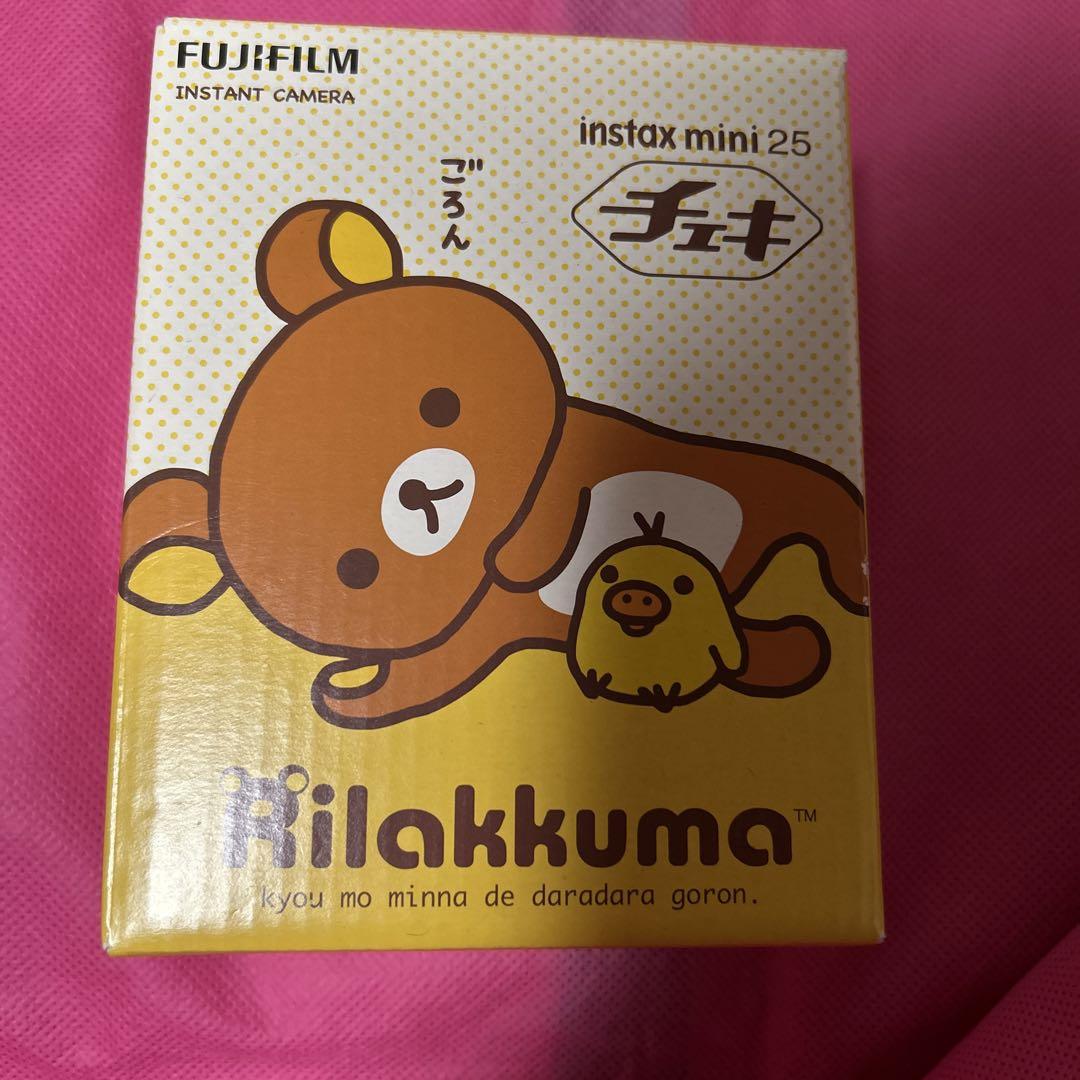 FUJIFILM
INSTANT CAMERA
instax mini 25
チェキ
ごろん
Rilakkuma™
kyou mo minna de daradara goron.